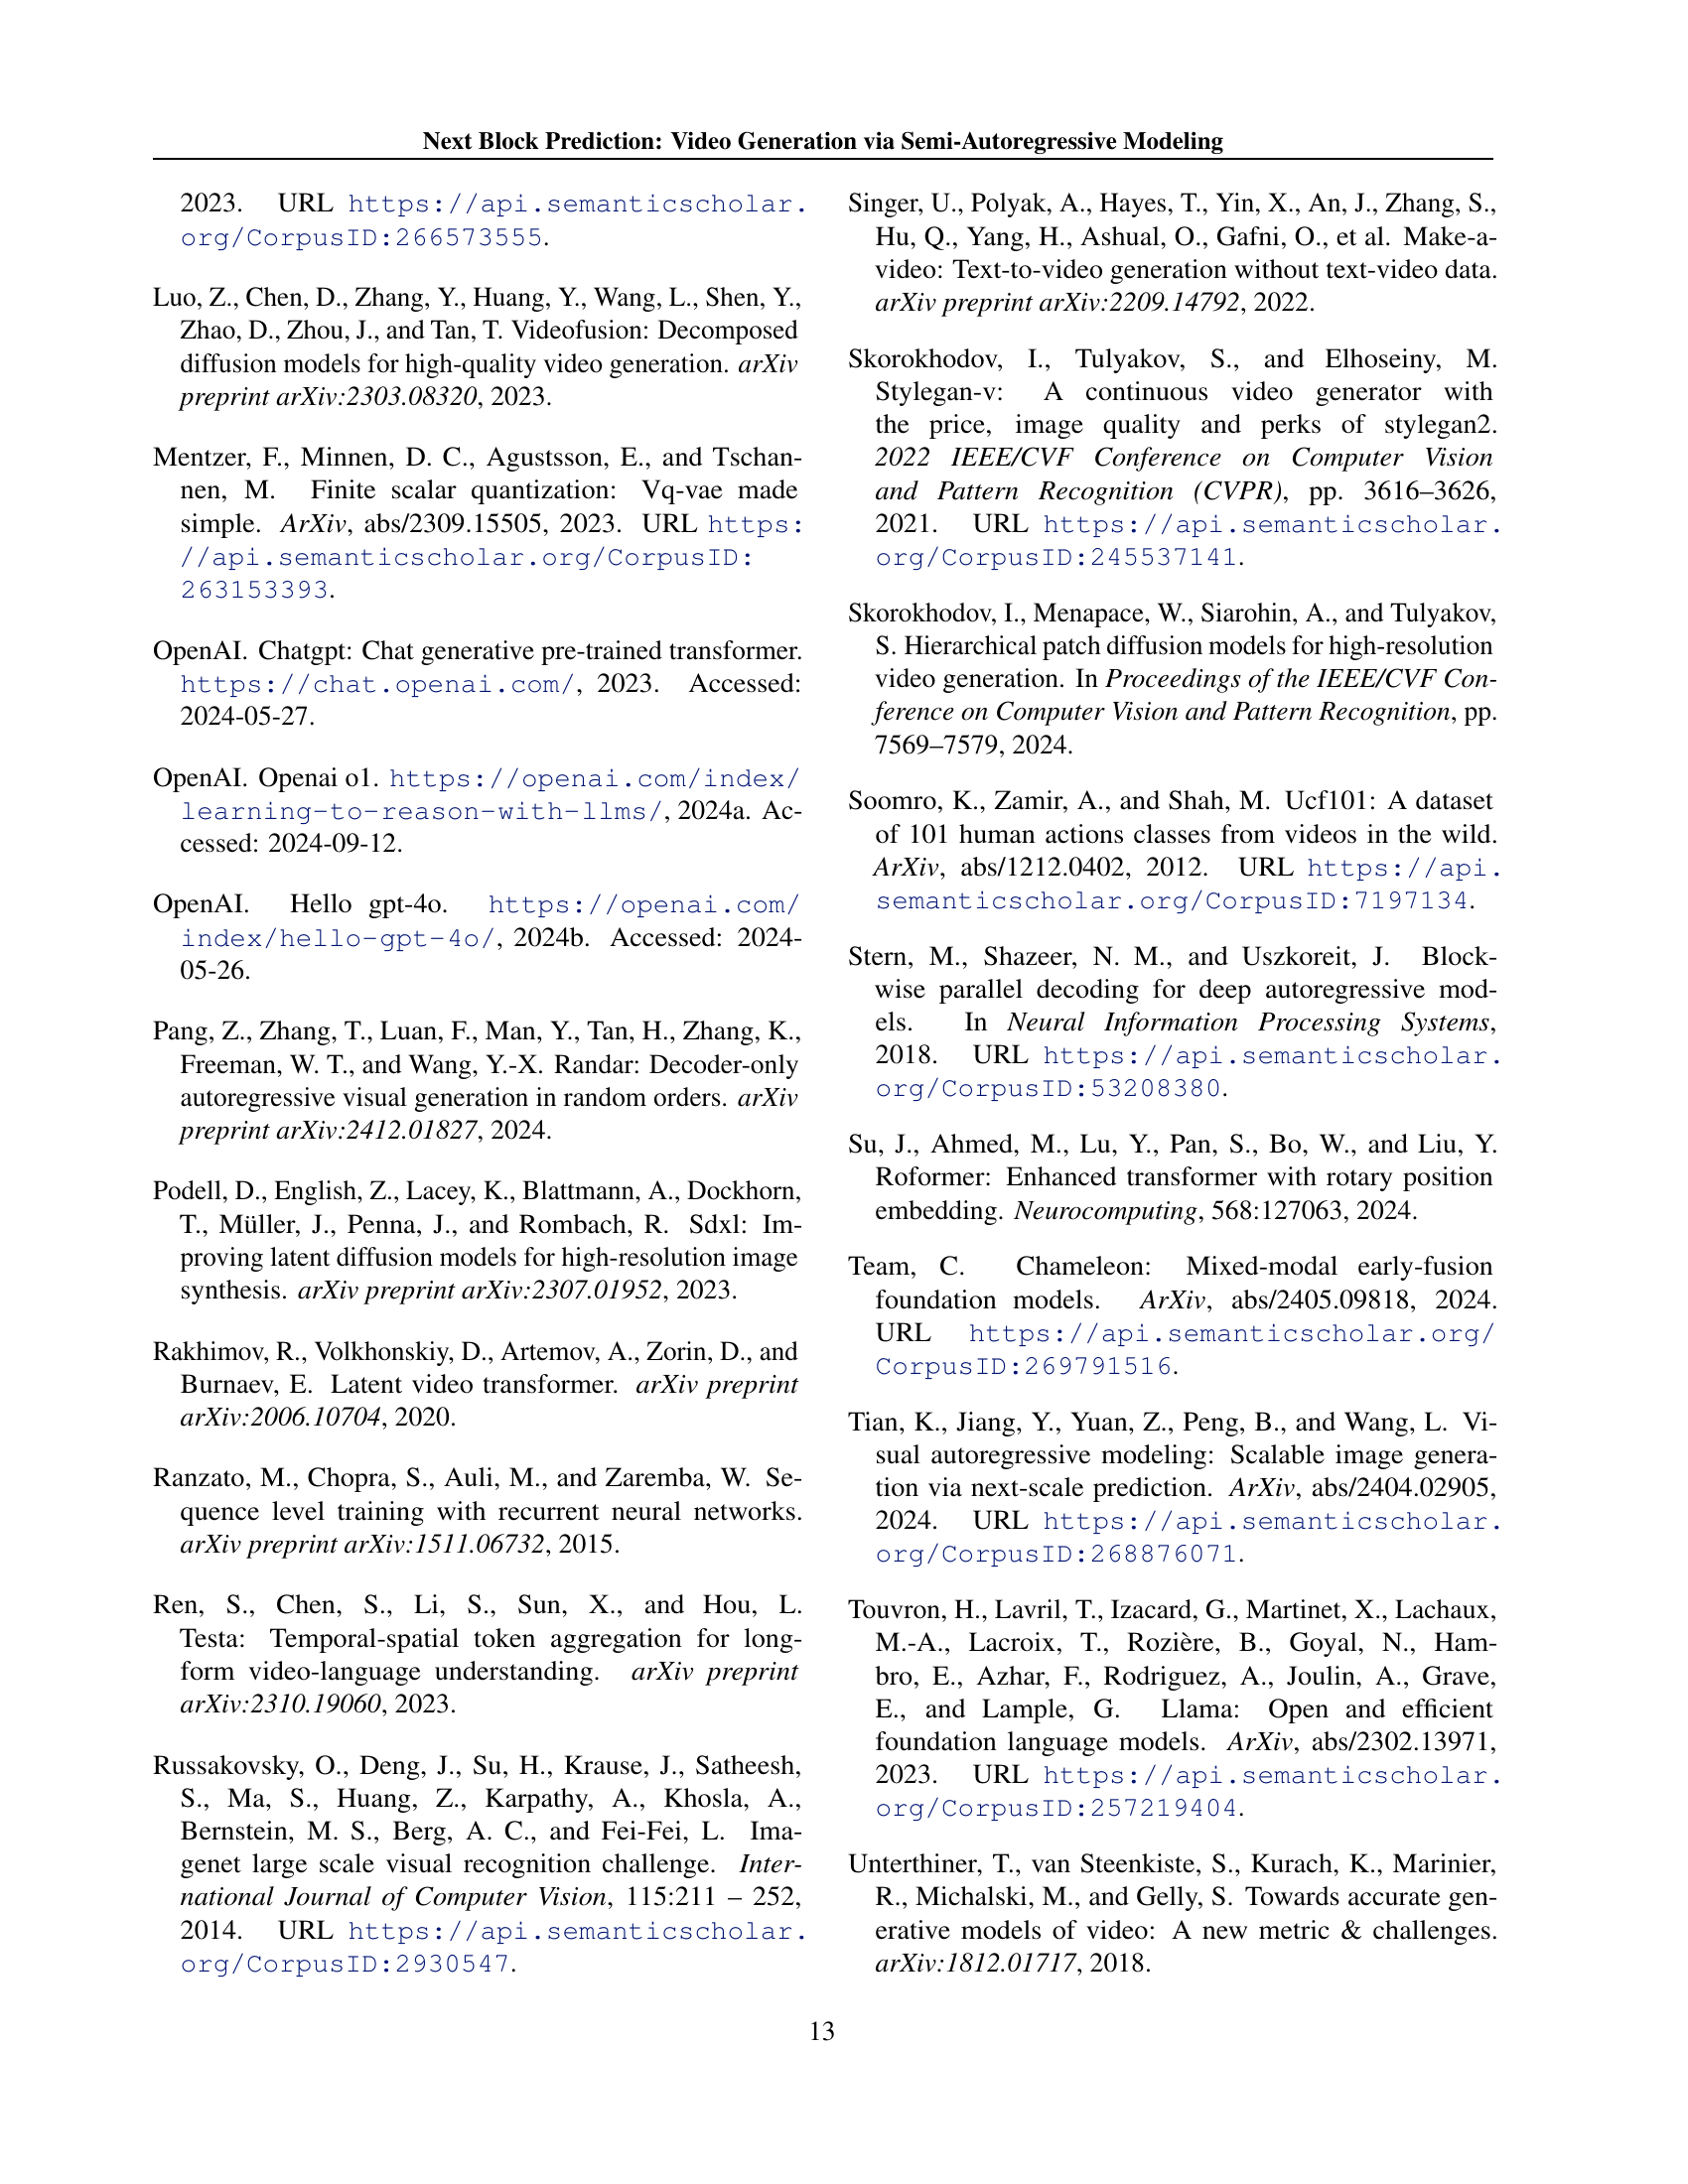 Next Block Prediction: Video Generation via Semi-Autoregressive Modeling
2023. URL https://api.semanticscholar.
org/CorpusID:266573555.
Luo, Z., Chen, D., Zhang, Y., Huang, Y., Wang, L., Shen, Y.,
Zhao, D., Zhou, J., and Tan, T. Videofusion: Decomposed
diffusion models for high-quality video generation. arXiv
preprint arXiv:2303.08320, 2023.
Mentzer, F., Minnen, D. C., Agustsson, E., and Tschan-
nen, M. Finite scalar quantization: Vq-vae made
simple. ArXiv, abs/2309.15505, 2023. URL https:
//api.semanticscholar.org/CorpusID:
263153393.
OpenAI. Chatgpt: Chat generative pre-trained transformer.
https://chat.openai.com/, 2023. Accessed:
2024-05-27.
OpenAI. Openai o1. https://openai.com/index/
learning-to-reason-with-llms/, 2024a. Ac-
cessed: 2024-09-12.
OpenAI. Hello gpt-4o. https://openai.com/
index/hello-gpt-4o/, 2024b. Accessed: 2024-
05-26.
Pang, Z., Zhang, T., Luan, F., Man, Y., Tan, H., Zhang, K.,
Freeman, W. T., and Wang, Y.-X. Randar: Decoder-only
autoregressive visual generation in random orders. arXiv
preprint arXiv:2412.01827, 2024.
Podell, D., English, Z., Lacey, K., Blattmann, A., Dockhorn,
T., Müller, J., Penna, J., and Rombach, R. Sdxl: Im-
proving latent diffusion models for high-resolution image
synthesis. arXiv preprint arXiv:2307.01952, 2023.
Rakhimov, R., Volkhonskiy, D., Artemov, A., Zorin, D., and
Burnaev, E. Latent video transformer. arXiv preprint
arXiv:2006.10704, 2020.
Ranzato, M., Chopra, S., Auli, M., and Zaremba, W. Se-
quence level training with recurrent neural networks.
arXiv preprint arXiv:1511.06732, 2015.
Ren, S., Chen, S., Li, S., Sun, X., and Hou, L.
Testa: Temporal-spatial token aggregation for long-
form video-language understanding. arXiv preprint
arXiv:2310.19060, 2023.
Russakovsky, O., Deng, J., Su, H., Krause, J., Satheesh,
S., Ma, S., Huang, Z., Karpathy, A., Khosla, A.,
Bernstein, M. S., Berg, A. C., and Fei-Fei, L. Ima-
genet large scale visual recognition challenge. Inter-
national Journal of Computer Vision, 115:211 – 252,
2014. URL https://api.semanticscholar.
org/CorpusID:2930547.
Singer, U., Polyak, A., Hayes, T., Yin, X., An, J., Zhang, S.,
Hu, Q., Yang, H., Ashual, O., Gafni, O., et al. Make-a-
video: Text-to-video generation without text-video data.
arXiv preprint arXiv:2209.14792, 2022.
Skorokhodov, I., Tulyakov, S., and Elhoseiny, M.
Stylegan-v: A continuous video generator with
the price, image quality and perks of stylegan2.
2022 IEEE/CVF Conference on Computer Vision
and Pattern Recognition (CVPR), pp. 3616–3626,
2021. URL https://api.semanticscholar.
org/CorpusID:245537141.
Skorokhodov, I., Menapace, W., Siarohin, A., and Tulyakov,
S. Hierarchical patch diffusion models for high-resolution
video generation. In Proceedings of the IEEE/CVF Con-
ference on Computer Vision and Pattern Recognition, pp.
7569–7579, 2024.
Soomro, K., Zamir, A., and Shah, M. Ucf101: A dataset
of 101 human actions classes from videos in the wild.
ArXiv, abs/1212.0402, 2012. URL https://api.
semanticscholar.org/CorpusID:7197134.
Stern, M., Shazeer, N. M., and Uszkoreit, J. Block-
wise parallel decoding for deep autoregressive mod-
els. In Neural Information Processing Systems,
2018. URL https://api.semanticscholar.
org/CorpusID:53208380.
Su, J., Ahmed, M., Lu, Y., Pan, S., Bo, W., and Liu, Y.
Roformer: Enhanced transformer with rotary position
embedding. Neurocomputing, 568:127063, 2024.
Team, C. Chameleon: Mixed-modal early-fusion
foundation models. ArXiv, abs/2405.09818, 2024.
URL https://api.semanticscholar.org/
CorpusID:269791516.
Tian, K., Jiang, Y., Yuan, Z., Peng, B., and Wang, L. Vi-
sual autoregressive modeling: Scalable image genera-
tion via next-scale prediction. ArXiv, abs/2404.02905,
2024. URL https://api.semanticscholar.
org/CorpusID:268876071.
Touvron, H., Lavril, T., Izacard, G., Martinet, X., Lachaux,
M.-A., Lacroix, T., Rozière, B., Goyal, N., Ham-
bro, E., Azhar, F., Rodriguez, A., Joulin, A., Grave,
E., and Lample, G. Llama: Open and efficient
foundation language models. ArXiv, abs/2302.13971,
2023. URL https://api.semanticscholar.
org/CorpusID:257219404.
Unterthiner, T., van Steenkiste, S., Kurach, K., Marinier,
R., Michalski, M., and Gelly, S. Towards accurate gen-
erative models of video: A new metric & challenges.
arXiv:1812.01717, 2018.
13